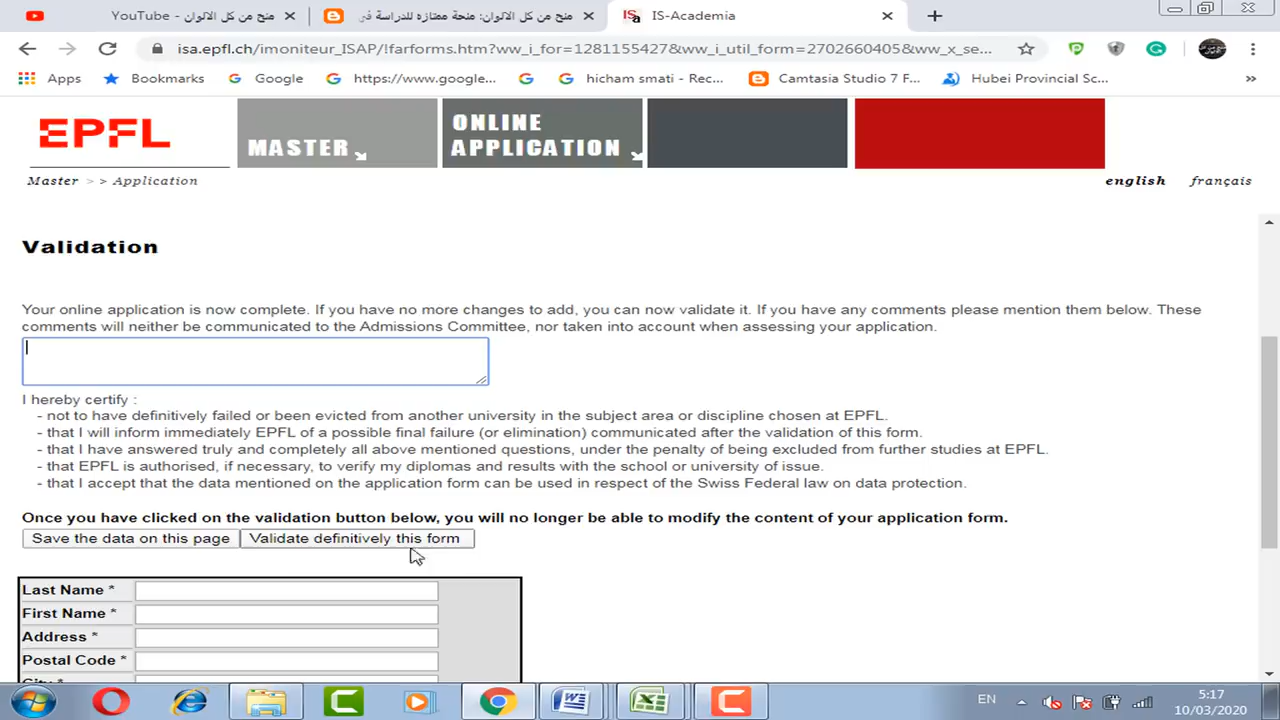 YouTube - منح من كل الالوان
منح من كل الالوان: منحة ممتازه للدراسة في
IS-Academia
isa.epfl.ch/imoniteur_ISAP/!farforms.htm?ww_i_for=1281155427&ww_i_util_form=2702660405&ww_x_se...
Apps
Bookmarks
Google
https://www.google...
hicham smati - Rec...
Camtasia Studio 7 F...
Hubei Provincial Sc...
»
EPFL
MASTER
ONLINE
APPLICATION
Master > > Application
english français
Validation
Your online application is now complete. If you have no more changes to add, you can now validate it. If you have any comments please mention them below. These
comments will neither be communicated to the Admissions Committee, nor taken into account when assessing your application.
I hereby certify :
- not to have definitively failed or been evicted from another university in the subject area or discipline chosen at EPFL.
- that I will inform immediately EPFL of a possible final failure (or elimination) communicated after the validation of this form.
- that I have answered truly and completely all above mentioned questions, under the penalty of being excluded from further studies at EPFL.
- that EPFL is authorised, if necessary, to verify my diplomas and results with the school or university of issue.
- that I accept that the data mentioned on the application form can be used in respect of the Swiss Federal law on data protection.
Once you have clicked on the validation button below, you will no longer be able to modify the content of your application form.
Save the data on this page
Validate definitively this form
Last Name *
First Name *
Address *
Postal Code *
City *
EN
5:17
10/03/2020